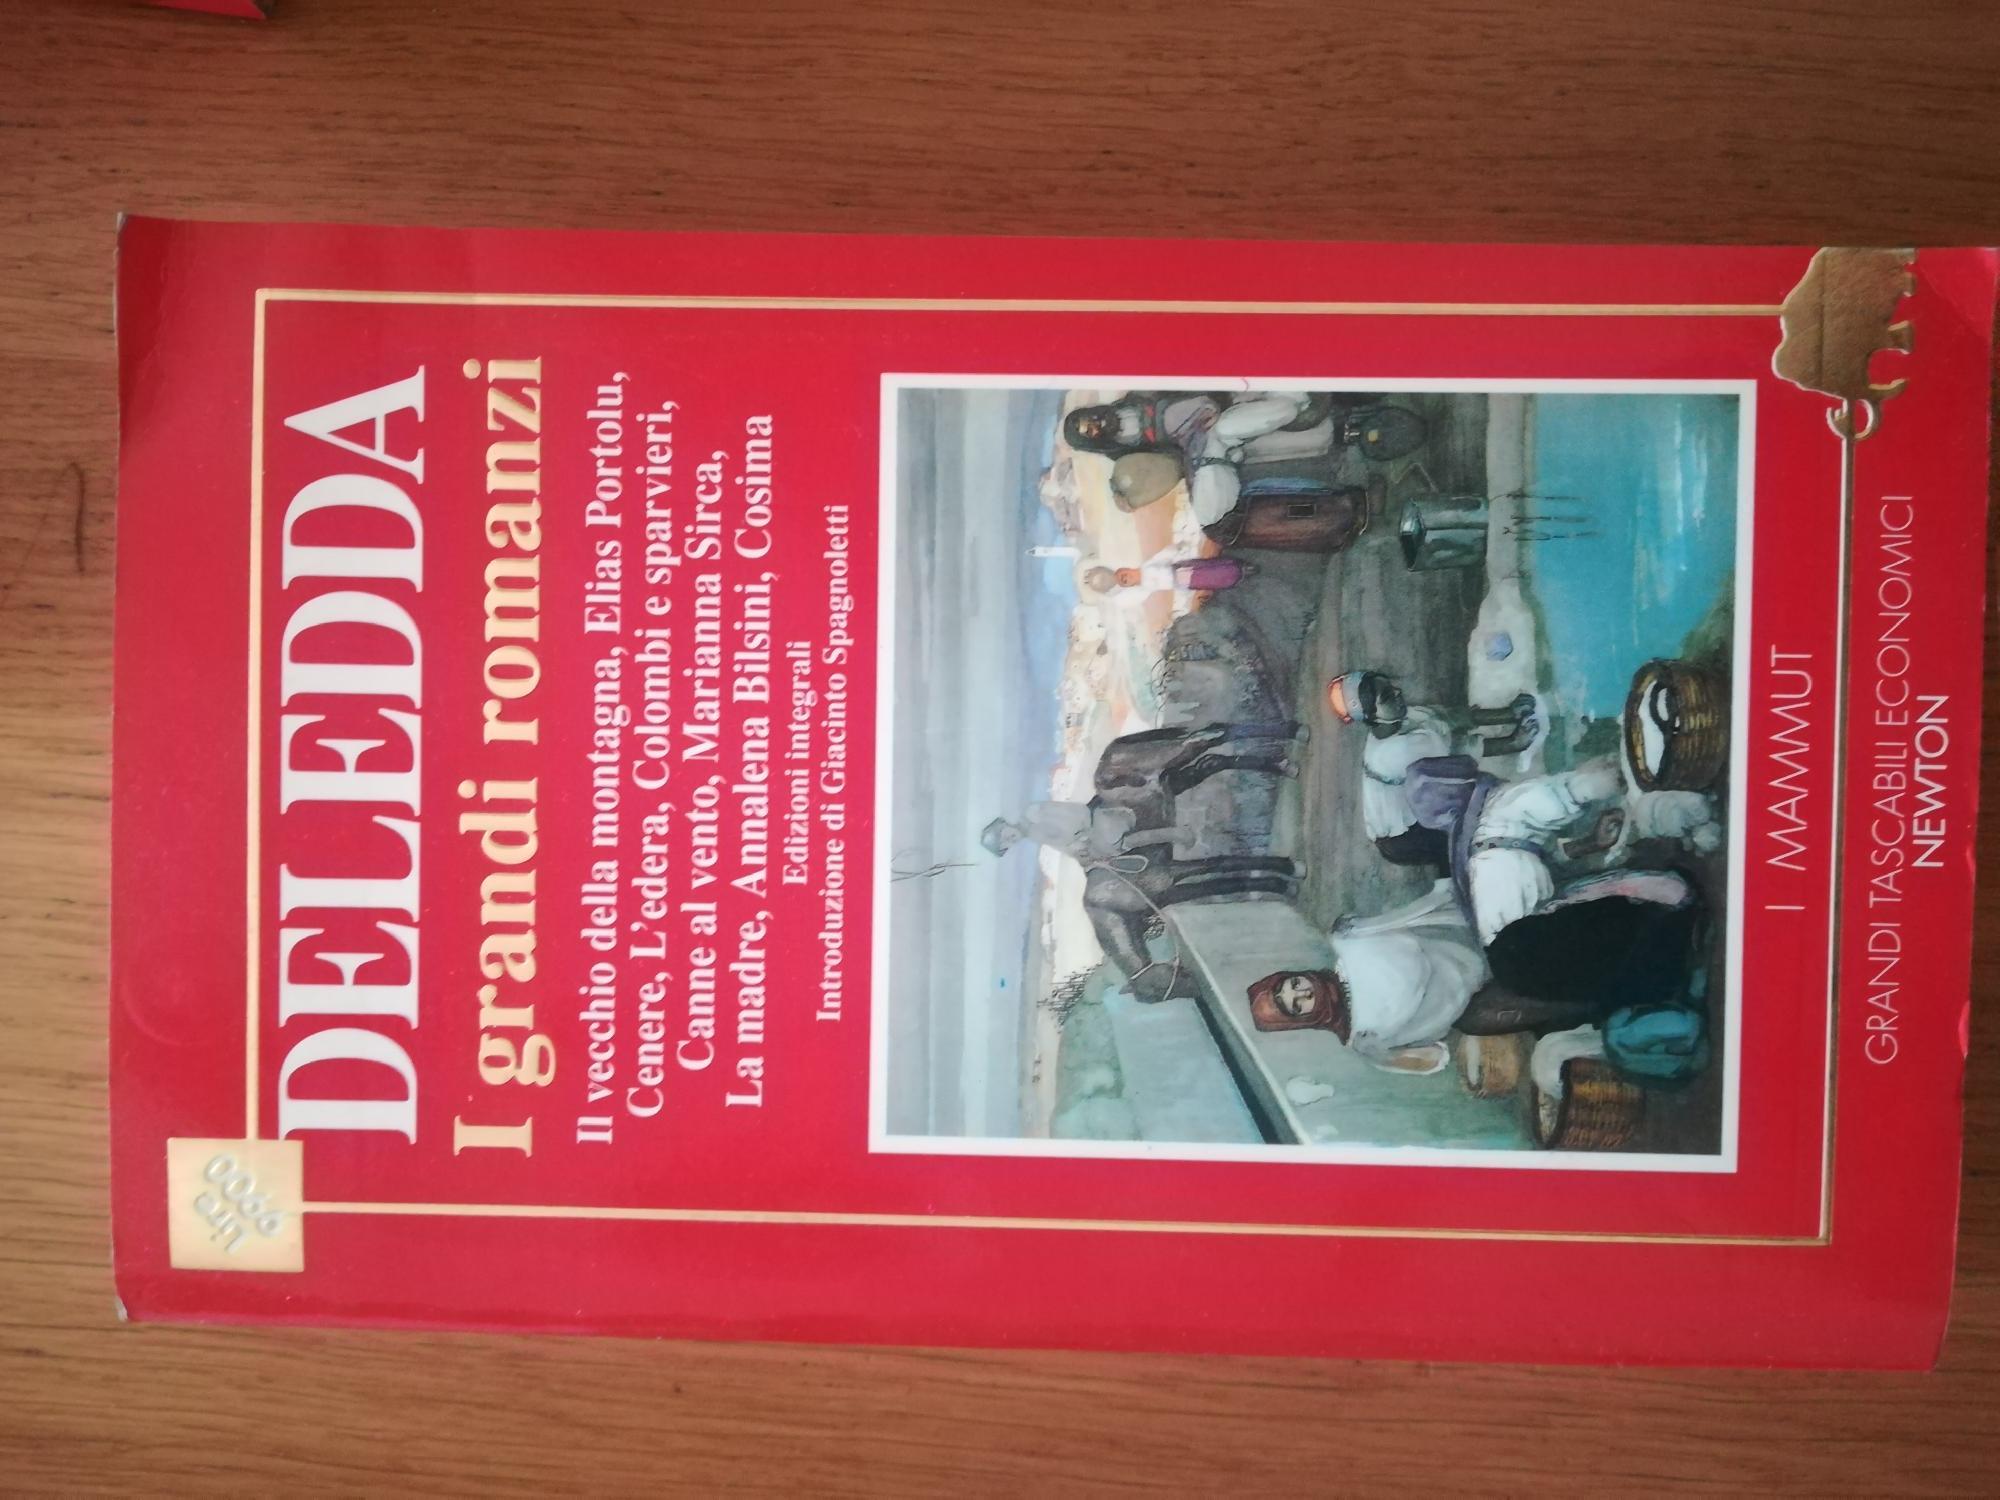 lire
9900
DELEDDA
I grandi romanzi
Il vecchio della montagna, Elias Portolu,
Cenere, L'edera, Colombi e sparvieri,
Canne al vento, Marianna Sirca,
La madre, Annalena Bilsini, Cosima
Edizioni integrali
Introduzione di Giacinto Spagnoletti
I MAMMUT
GRANDI TASCABILI ECONOMICI
NEWTON